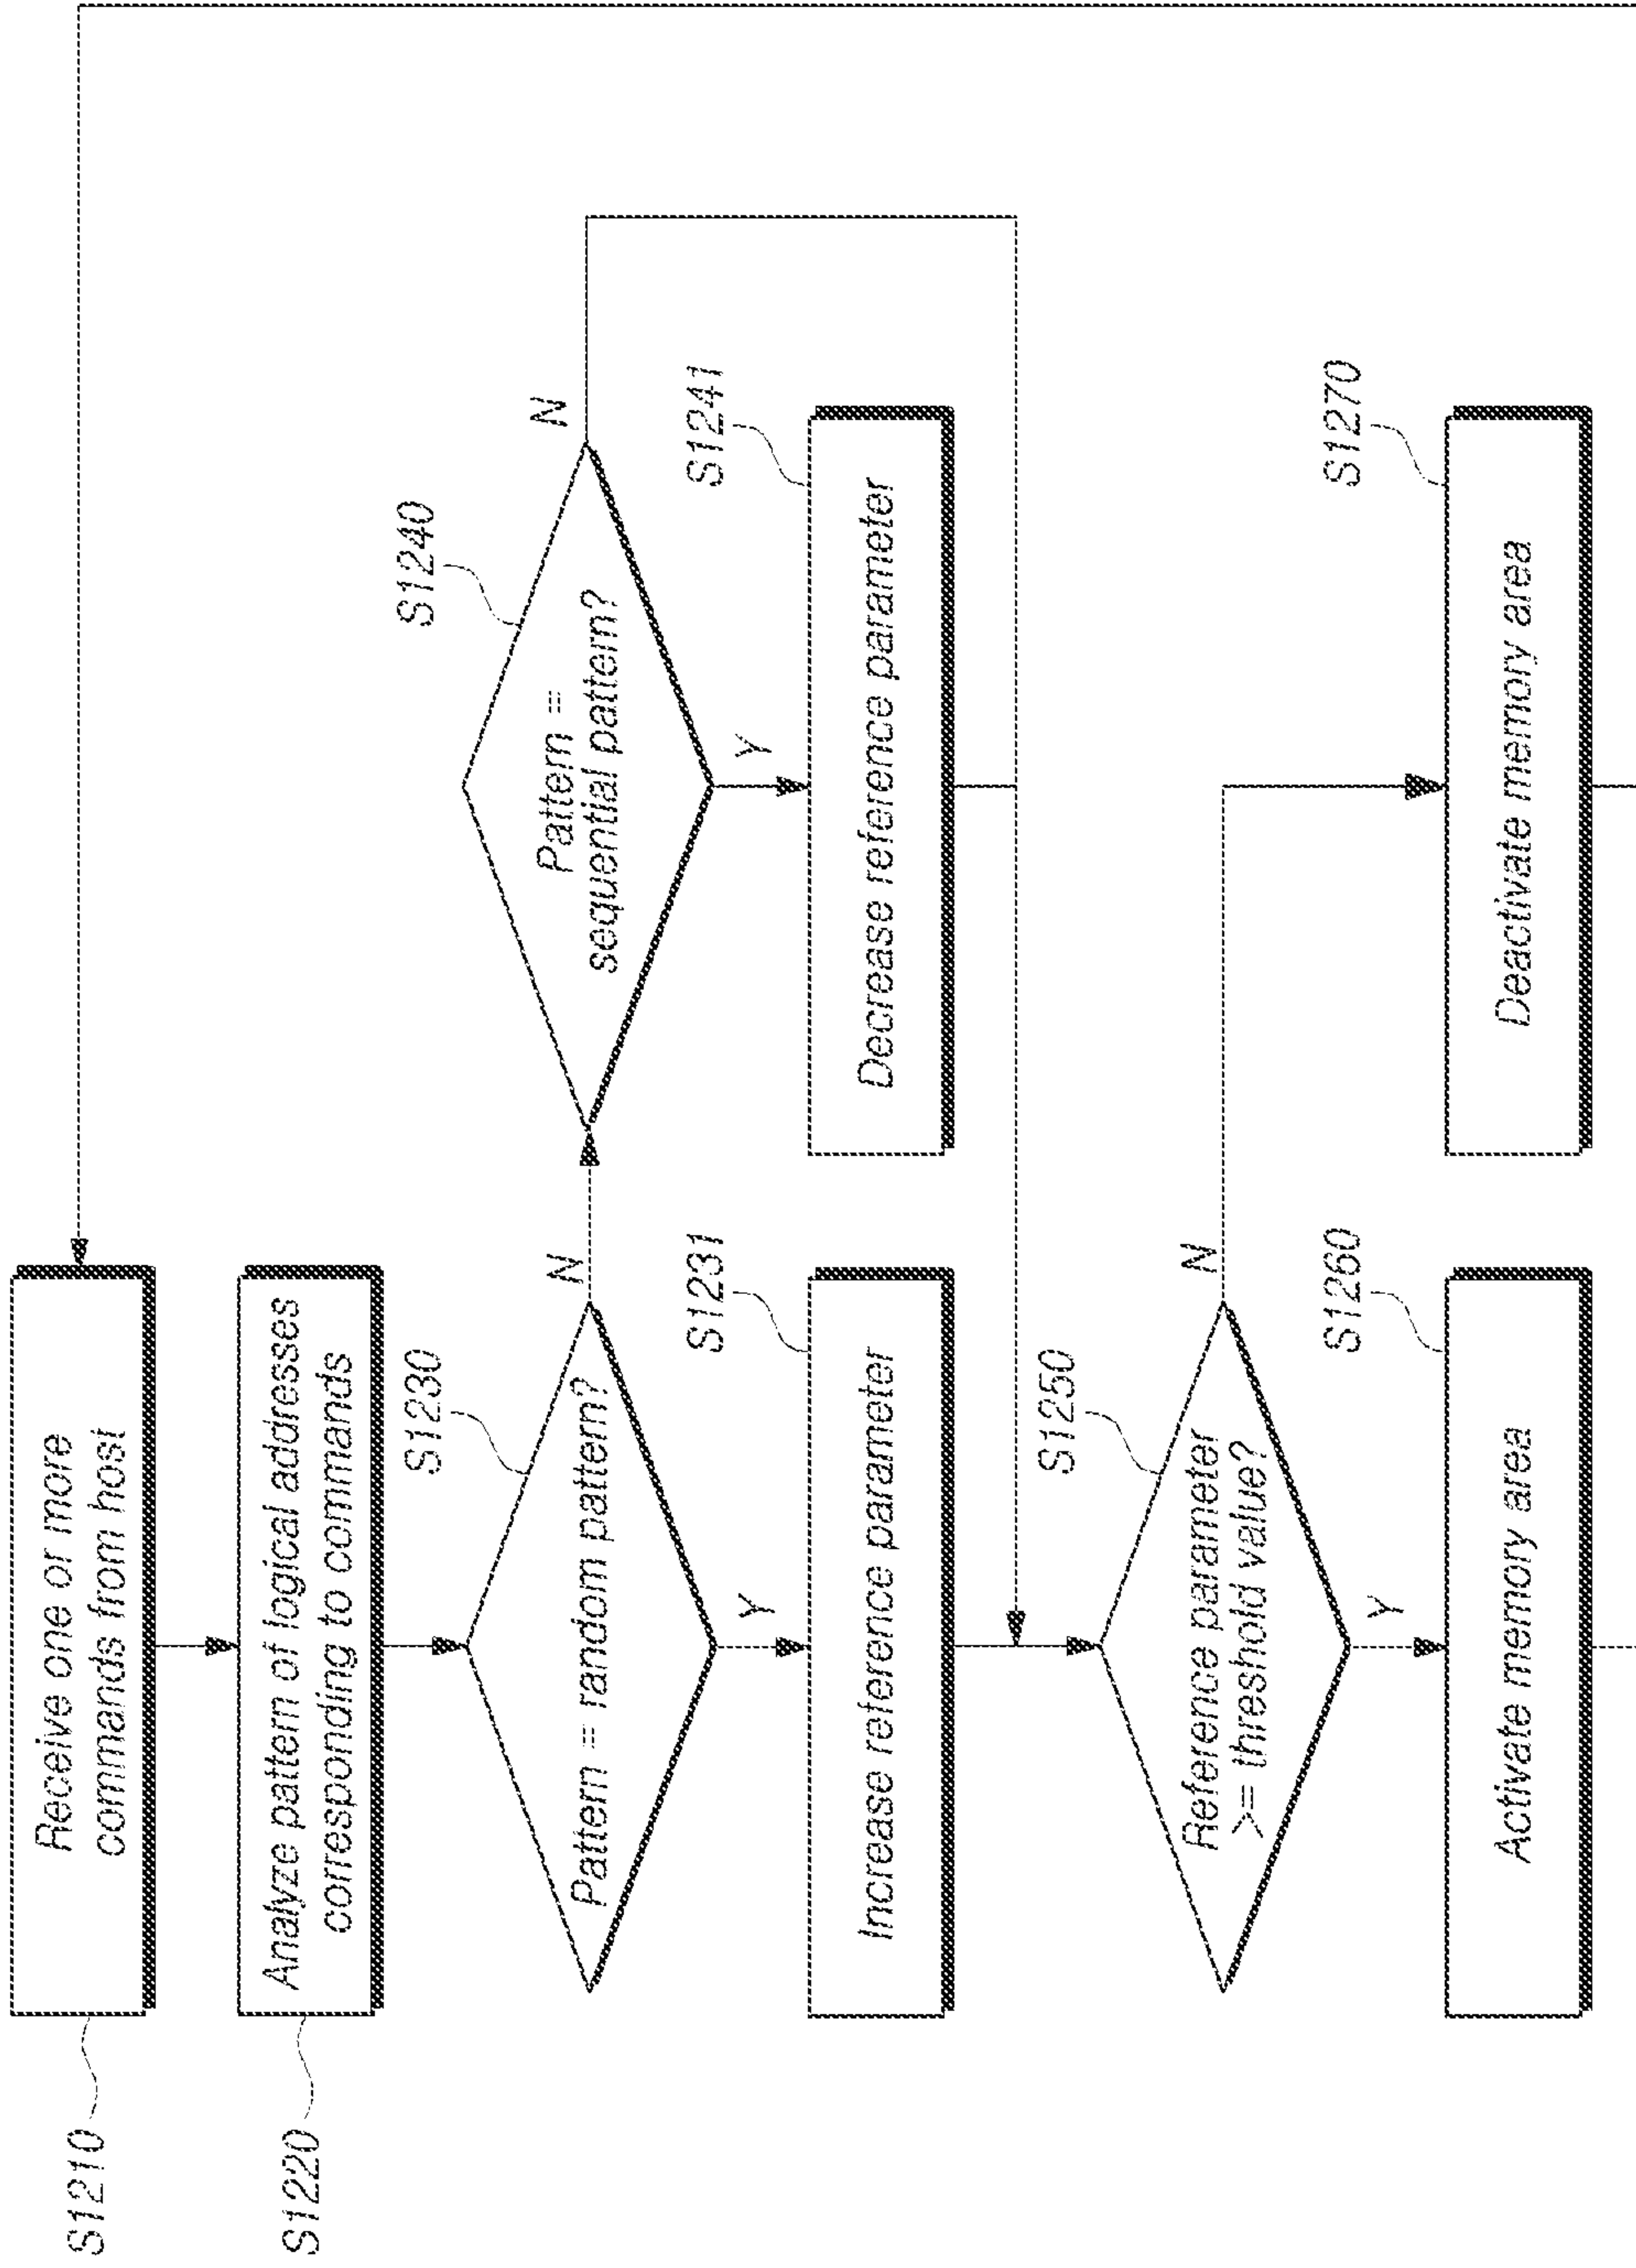 S1210
Receive one or more
commands from host
S1220
Analyze pattern of logical addresses
corresponding to commands
S1230
Pattern = random pattern?
N
Y
S1240
Pattern =
sequential pattern?
N
Y
S1231
Increase reference parameter
S1241
Decrease reference parameter
S1250
Reference parameter
>= threshold value?
N
Y
S1260
Activate memory area
S1270
Deactivate memory area